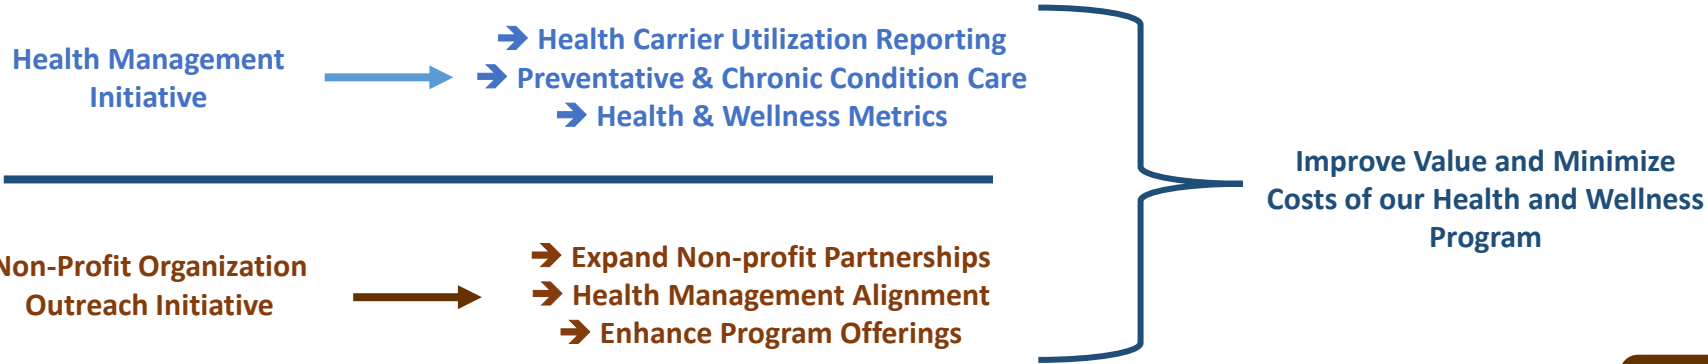 Health Management
Initiative
➔ Health Carrier Utilization Reporting
➔ Preventative & Chronic Condition Care
➔ Health & Wellness Metrics
Improve Value and Minimize
Costs of our Health and Wellness
Program
Non-Profit Organization
Outreach Initiative
➔ Expand Non-profit Partnerships
➔ Health Management Alignment
➔ Enhance Program Offerings